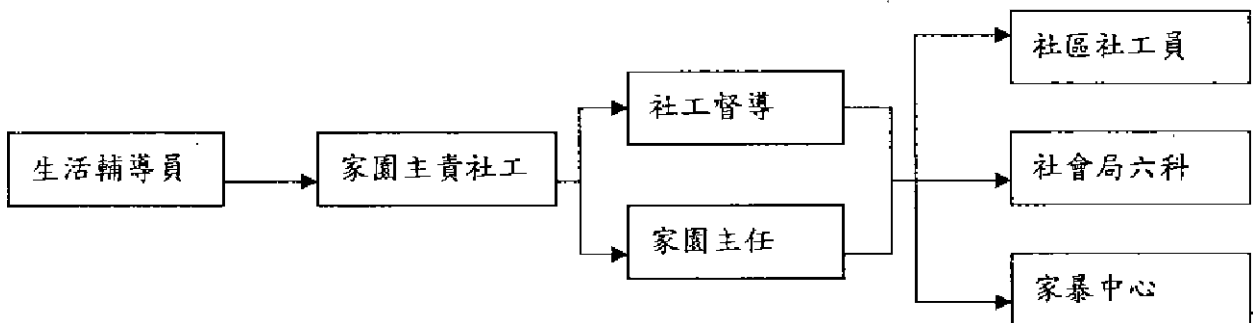 生活輔導員
家園主責社工
社工督導
家園主任
社區社工員
社會局六科
家暴中心